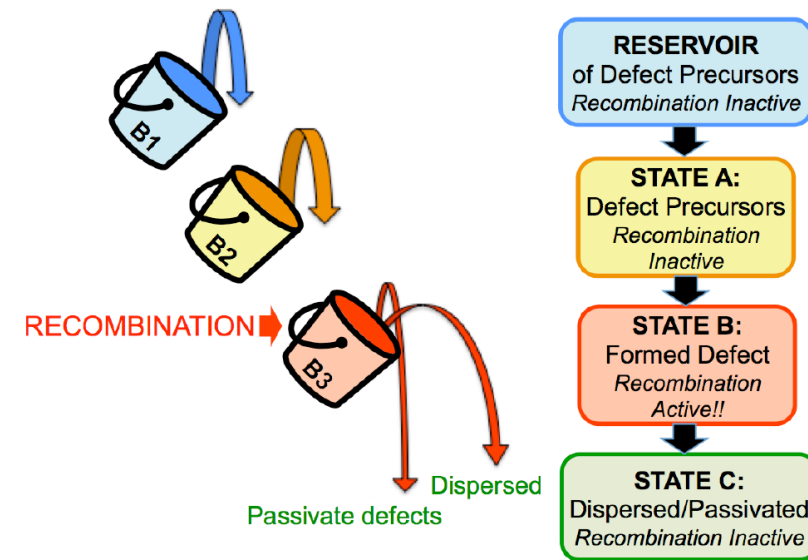 B1
B2
RECOMBINATION
B3
Dispersed
Passivate defects
RESERVOIR
of Defect Precursors
Recombination Inactive
STATE A:
Defect Precursors
Recombination
Inactive
STATE B:
Formed Defect
Recombination
Active!!
STATE C:
Dispersed/Passivated
Recombination Inactive